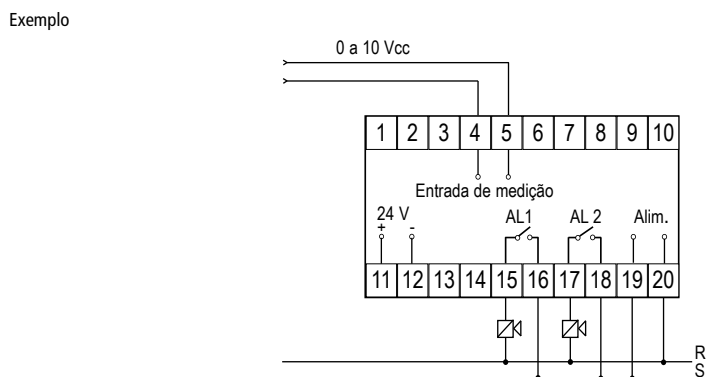 Exemplo
0 a 10 Vcc
1 2 3 4 5 6 7 8 9 10
Entrada de medição
24 V AL1 AL 2 Alim.
+ -
11 12 13 14 15 16 17 18 19 20
R
S